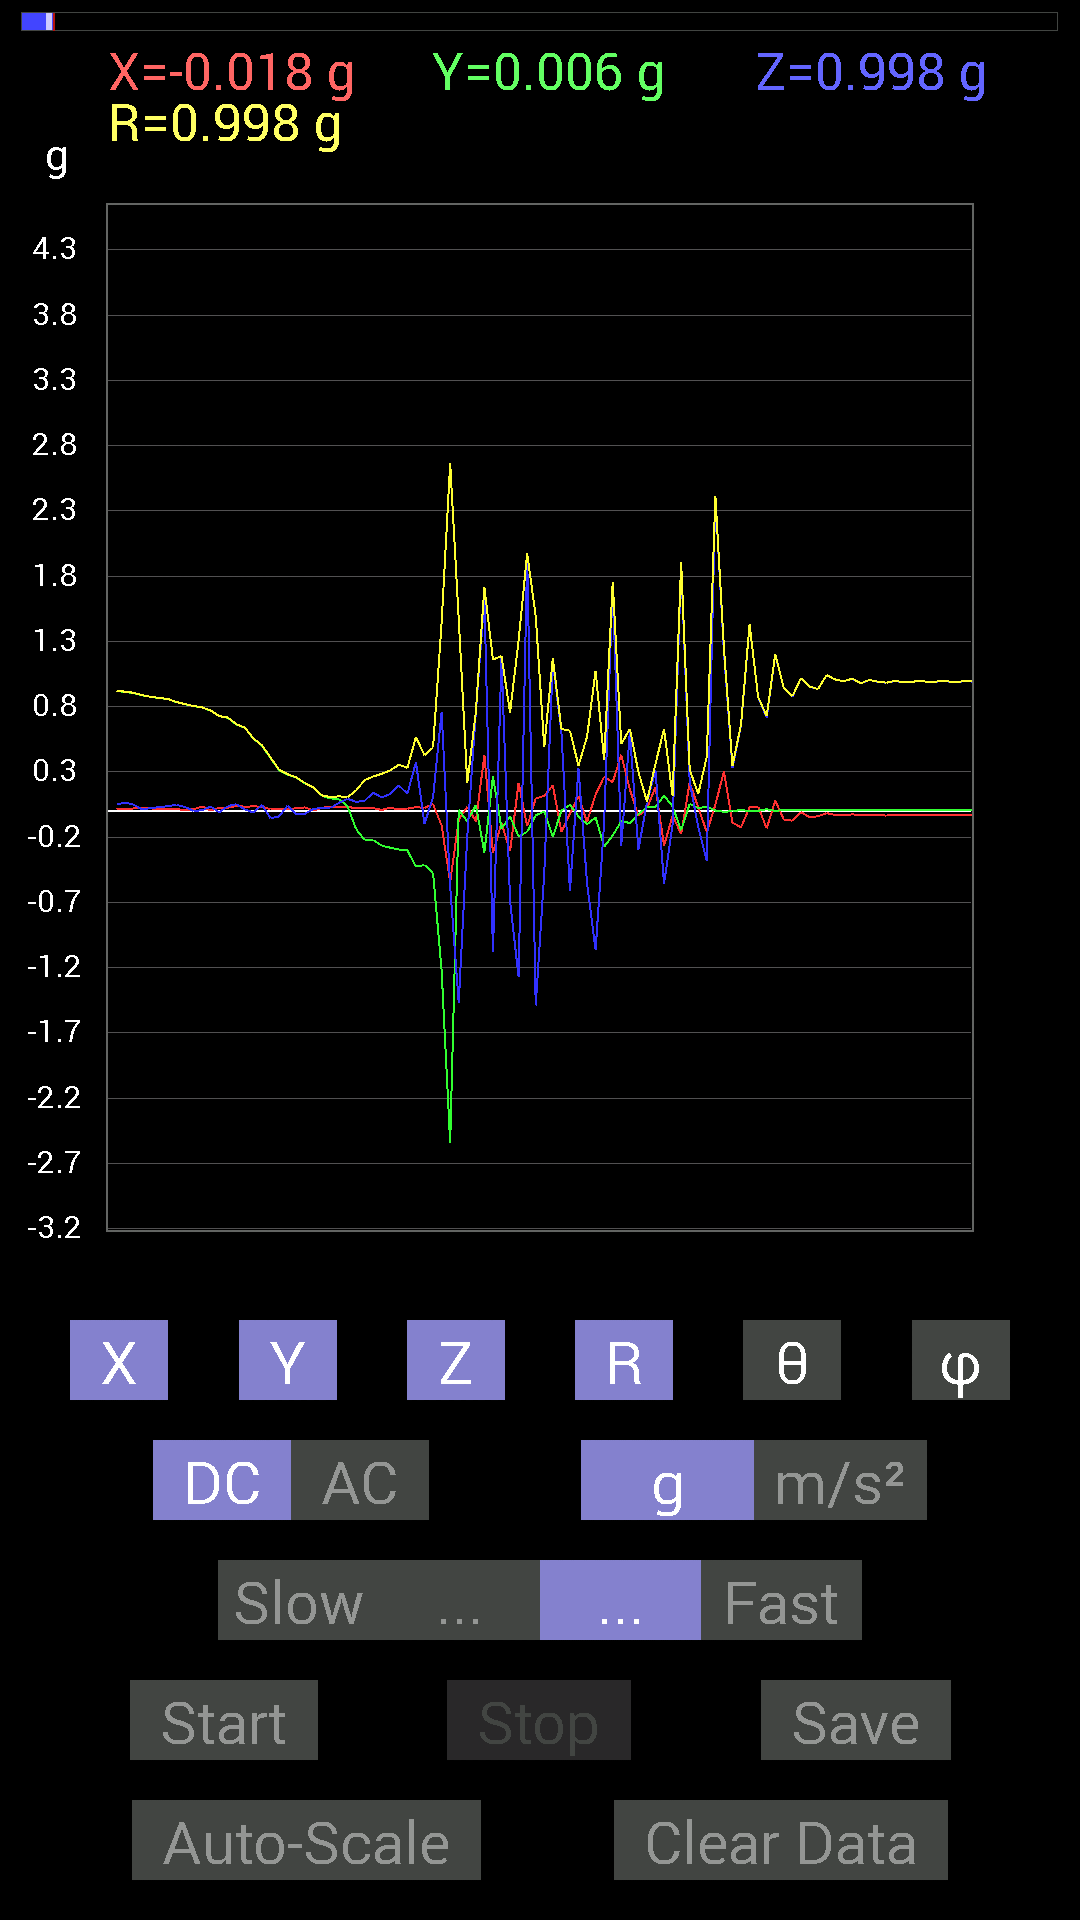 X=-0.018 g Y=0.006 g Z=0.998 g
R=0.998 g
g
4.3
3.8
3.3
2.8
2.3
1.8
1.3
0.8
0.3
-0.2
-0.7
-1.2
-1.7
-2.2
-2.7
-3.2
X Y Z R θ φ
DC AC g m/s²
Slow ... ... Fast
Start Stop Save
Auto-Scale Clear Data